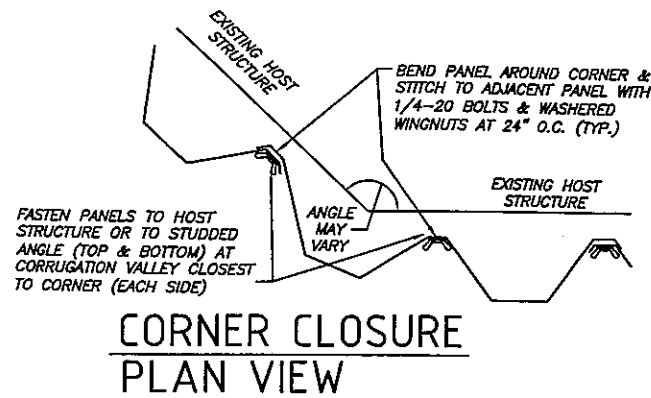 EXISTING HOST
STRUCTURE
BEND PANEL AROUND CORNER &
STITCH TO ADJACENT PANEL WITH
1/4-20 BOLTS & WASHERED
WINGNUTS AT 24" O.C. (TYP.)
EXISTING HOST
STRUCTURE
ANGLE
MAY
VARY
FASTEN PANELS TO HOST
STRUCTURE OR TO STUDDED
ANGLE (TOP & BOTTOM) AT
CORRUGATION VALLEY CLOSEST
TO CORNER (EACH SIDE)
CORNER CLOSURE
PLAN VIEW